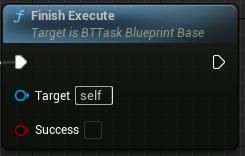 f Finish Execute
Target is BTTask Blueprint Base
Target self
Success